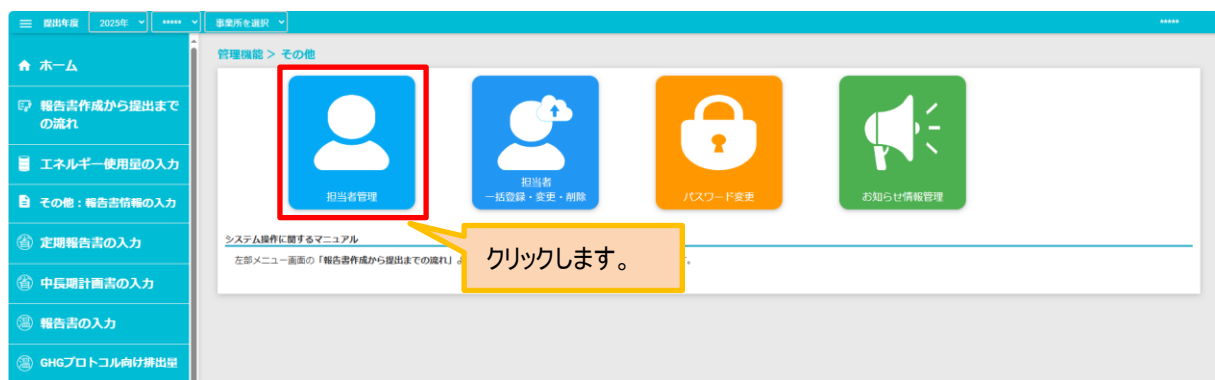 提出年度 2025年 ***** 事業所を選択 *****
管理機能 > その他
ホーム
報告書作成から提出まで
の流れ
エネルギー使用量の入力
その他：報告書情報の入力
定期報告書の入力
中長期計画書の入力
報告書の入力
GHGプロトコル向け排出量
担当者管理
担当者
一括登録・変更・削除
パスワード変更
お知らせ情報管理
システム操作に関するマニュアル
左部メニュー画面の「報告書作成から提出までの流れ」よ
クリックします。